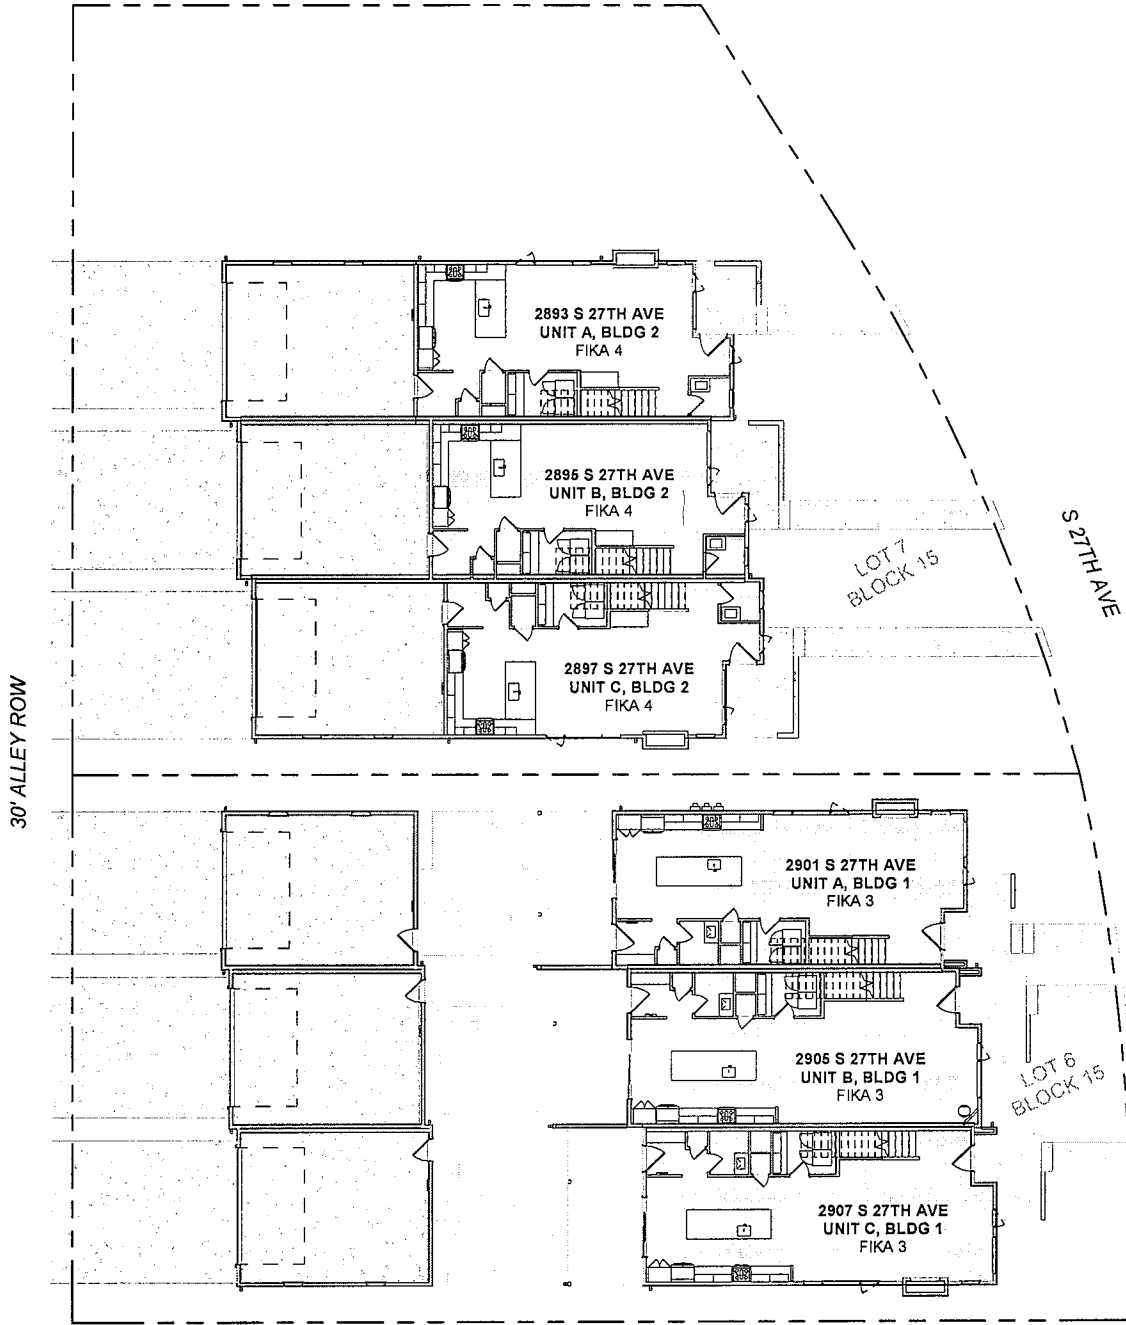 2893 S 27TH AVE
UNIT A, BLDG 2
FIKA 4
2895 S 27TH AVE
UNIT B, BLDG 2
FIKA 4
LOT 7
BLOCK 15
S 27TH AVE
2897 S 27TH AVE
UNIT C, BLDG 2
FIKA 4
30' ALLEY ROW
2901 S 27TH AVE
UNIT A, BLDG 1
FIKA 3
2905 S 27TH AVE
UNIT B, BLDG 1
FIKA 3
LOT 6
BLOCK 15
2907 S 27TH AVE
UNIT C, BLDG 1
FIKA 3